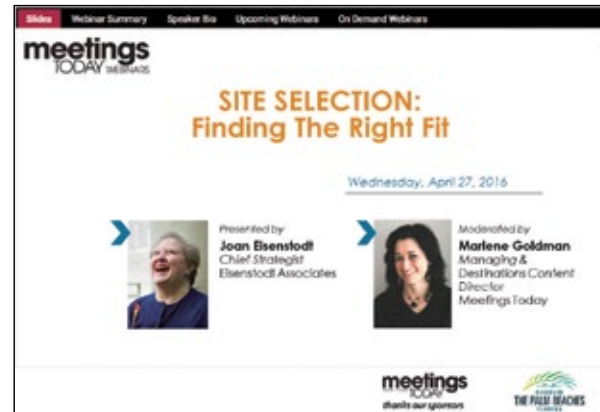 Slides Webinar Summary Speaker Bio Upcoming Webinars On Demand Webinars
meetings
TODAY WEBINARS
SITE SELECTION:
Finding The Right Fit
Wednesday, April 27, 2016
Presented by
Joan Eisenstodt
Chief Strategist
Eisenstodt Associates
Moderated by
Marlene Goldman
Managing &
Destinations Content
Director
Meetings Today
meetings
TODAY
thanks our sponsors
THE PALM BEACHES
FLORIDA